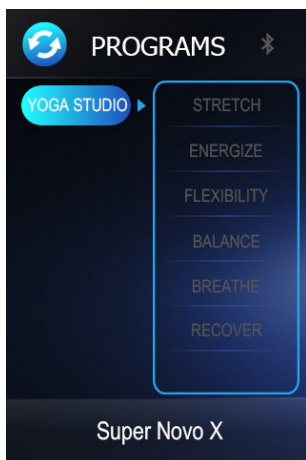 PROGRAMS
YOGA STUDIO
STRETCH
ENERGIZE
FLEXIBILITY
BALANCE
BREATHE
RECOVER
Super Novo X